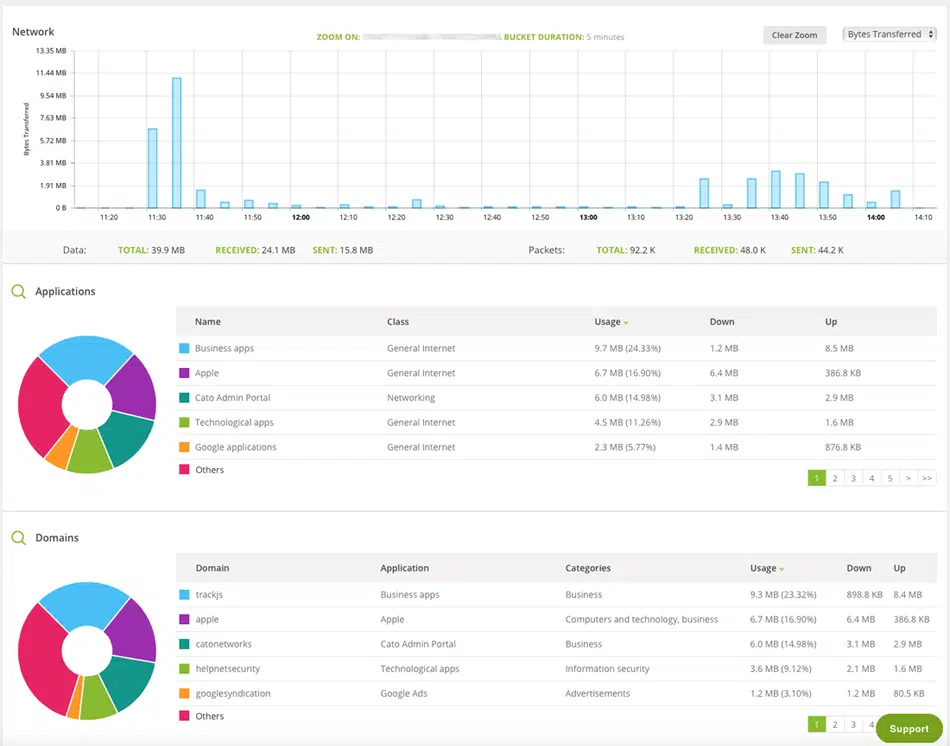 Network
ZOOM ON: BUCKET DURATION: 5 minutes Clear Zoom Bytes Transferred
13.35 MB
11.44 MB
9.54 MB
7.63 MB
5.72 MB
3.81 MB
1.91 MB
0 B
Bytes Transferred
11:20 11:30 11:40 11:50 12:00 12:10 12:20 12:30 12:40 12:50 13:00 13:10 13:20 13:30 13:40 13:50 14:00 14:10
Data: TOTAL: 39.9 MB RECEIVED: 24.1 MB SENT: 15.8 MB Packets: TOTAL: 92.2 K RECEIVED: 48.0 K SENT: 44.2 K
Applications
Name Class Usage Down Up
Business apps General Internet 9.7 MB (24.33%) 1.2 MB 8.5 MB
Apple General Internet 6.7 MB (16.90%) 6.4 MB 386.8 KB
Cato Admin Portal Networking 6.0 MB (14.98%) 3.1 MB 2.9 MB
Technological apps General Internet 4.5 MB (11.26%) 2.9 MB 1.6 MB
Google applications General Internet 2.3 MB (5.77%) 1.4 MB 876.8 KB
Others
1 2 3 4 5 > >>
Domains
Domain Application Categories Usage Down Up
trackjs Business apps Business 9.3 MB (23.32%) 898.8 KB 8.4 MB
apple Apple Computers and technology, business 6.7 MB (16.90%) 6.4 MB 386.8 KB
catonetworks Cato Admin Portal Business 6.0 MB (14.98%) 3.1 MB 2.9 MB
helpnetsecurity Technological apps Information security 3.6 MB (9.12%) 2.1 MB 1.6 MB
googlesyndication Google Ads Advertisements 1.2 MB (3.10%) 1.2 MB 80.5 KB
Others
1 2 3 4 Support